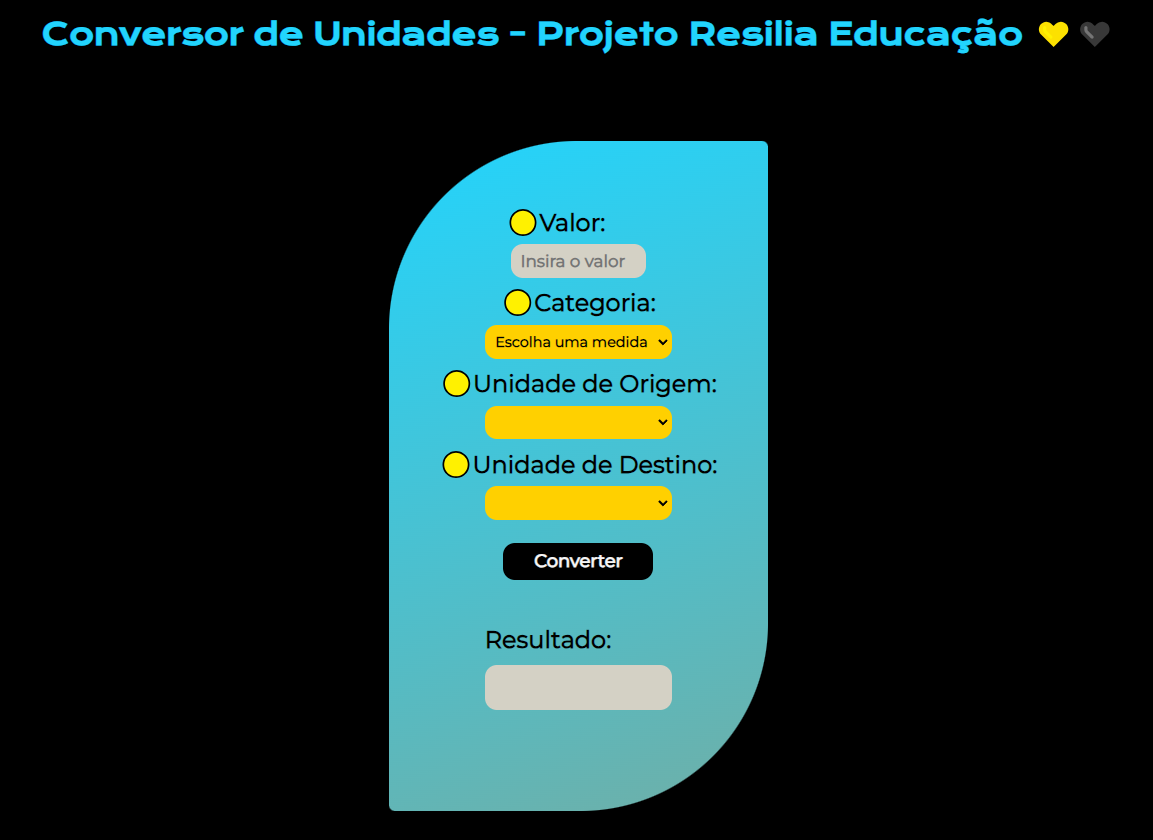 Conversor de Unidades - Projeto Resilia Educação 💛 🖤
Valor:
Insira o valor
Categoria:
Escolha uma medida
Unidade de Origem:
Unidade de Destino:
Converter
Resultado: